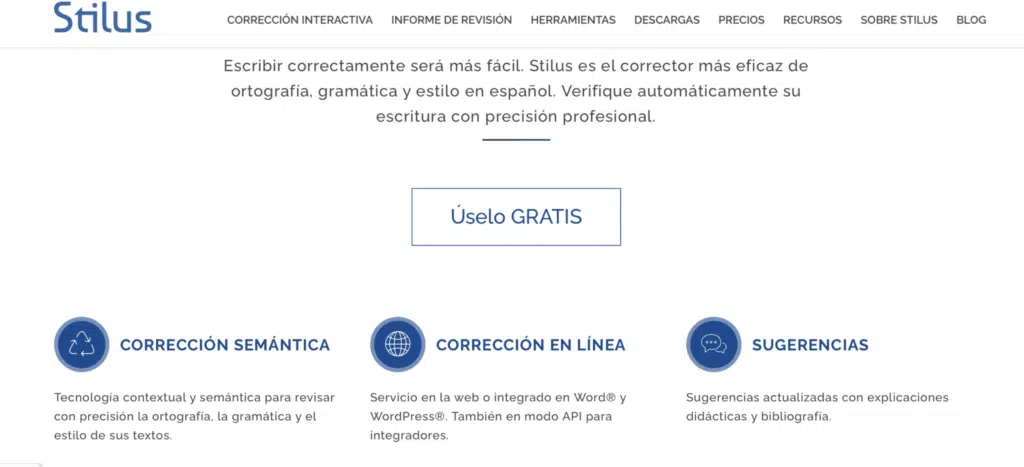 Stilus
CORRECCIÓN INTERACTIVA INFORME DE REVISIÓN HERRAMIENTAS DESCARGAS PRECIOS RECURSOS SOBRE STILUS BLOG
Escribir correctamente será más fácil. Stilus es el corrector más eficaz de
ortografía, gramática y estilo en español. Verifique automáticamente su
escritura con precisión profesional.
Úselo GRATIS
CORRECCIÓN SEMÁNTICA
Tecnología contextual y semántica para revisar
con precisión la ortografía, la gramática y el
estilo de sus textos.
CORRECCIÓN EN LÍNEA
Servicio en la web o integrado en Word® y
WordPress®. También en modo API para
integradores.
SUGERENCIAS
Sugerencias actualizadas con explicaciones
didácticas y bibliografía.